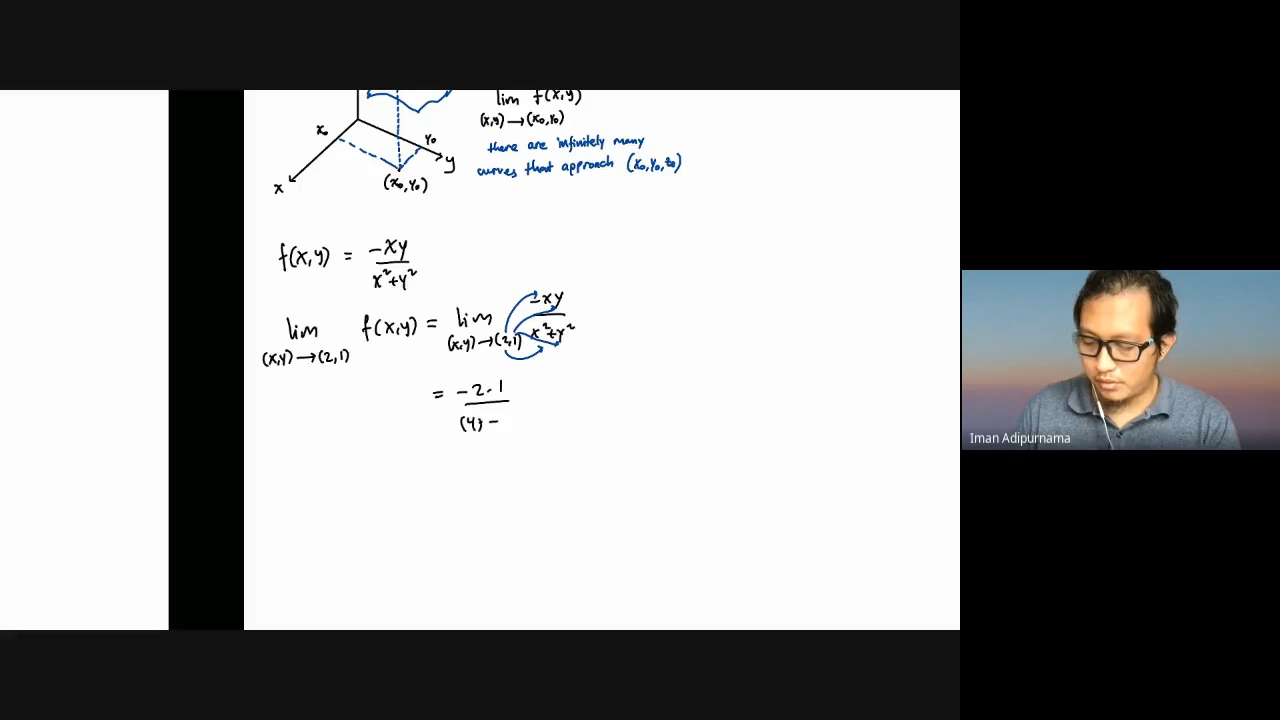 lim f(x,y)
(x,y) → (x₀,y₀)
there are infinitely many
curves that approach (x₀,y₀,z₀)
x₀
y₀
y
x
(x₀,y₀)
f(x,y) = -xy / x²+y²
lim f(x,y) = lim -xy / x²+y²
(x,y) → (2,1) (x,y) → (2,1)
= -2·1 / (4) -
Iman Adipurnama